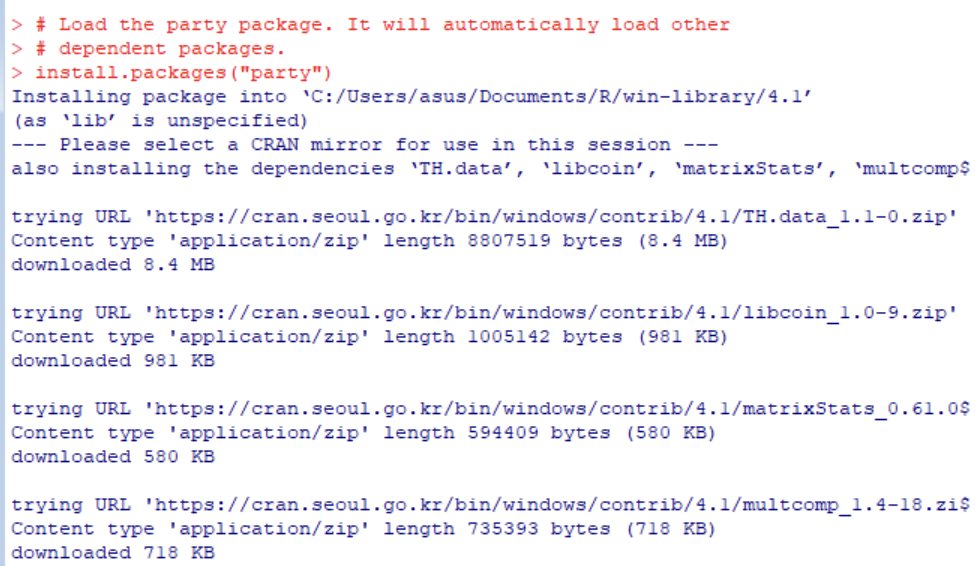 > # Load the party package. It will automatically load other
> # dependent packages.
> install.packages("party")
Installing package into ‘C:/Users/asus/Documents/R/win-library/4.1’
(as ‘lib’ is unspecified)
--- Please select a CRAN mirror for use in this session ---
also installing the dependencies ‘TH.data’, ‘libcoin’, ‘matrixStats’, ‘multcomp$
trying URL 'https://cran.seoul.go.kr/bin/windows/contrib/4.1/TH.data_1.1-0.zip'
Content type 'application/zip' length 8807519 bytes (8.4 MB)
downloaded 8.4 MB
trying URL 'https://cran.seoul.go.kr/bin/windows/contrib/4.1/libcoin_1.0-9.zip'
Content type 'application/zip' length 1005142 bytes (981 KB)
downloaded 981 KB
trying URL 'https://cran.seoul.go.kr/bin/windows/contrib/4.1/matrixStats_0.61.0$
Content type 'application/zip' length 594409 bytes (580 KB)
downloaded 580 KB
trying URL 'https://cran.seoul.go.kr/bin/windows/contrib/4.1/multcomp_1.4-18.zi$
Content type 'application/zip' length 735393 bytes (718 KB)
downloaded 718 KB